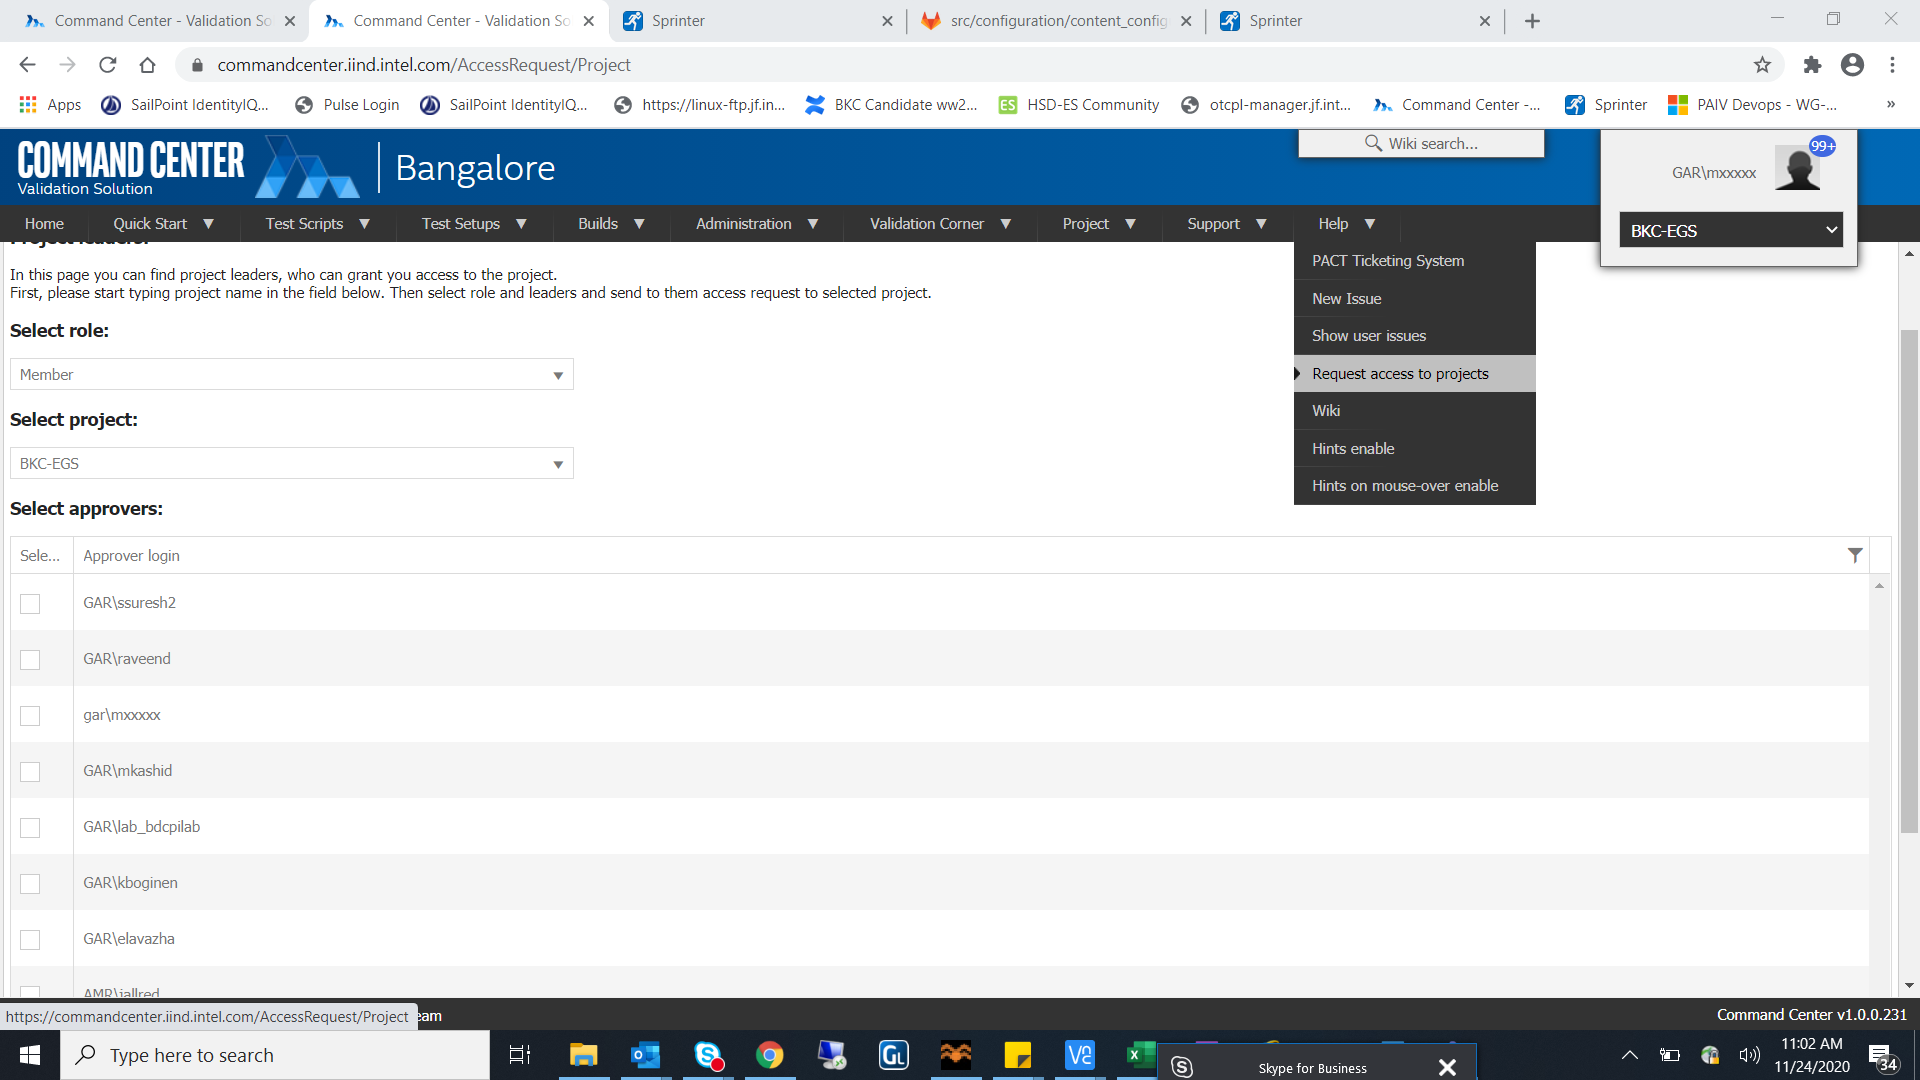 Command Center - Validation So
Command Center - Validation So
Sprinter
src/configuration/content_config
Sprinter
commandcenter.iind.intel.com/AccessRequest/Project
Apps
SailPoint IdentityIQ...
Pulse Login
SailPoint IdentityIQ...
https://linux-ftp.jf.in...
BKC Candidate ww2...
ES
HSD-ES Community
otcpl-manager.jf.int...
Command Center -...
Sprinter
PAIV Devops - WG-...
»
COMMAND CENTER
Validation Solution
Bangalore
Wiki search...
99+
GAR\mxxxxx
BKC-EGS
Home
Quick Start
Test Scripts
Test Setups
Builds
Administration
Validation Corner
Project
Support
Help
PACT Ticketing System
New Issue
Show user issues
Request access to projects
Wiki
Hints enable
Hints on mouse-over enable
Project leaders:
In this page you can find project leaders, who can grant you access to the project.
First, please start typing project name in the field below. Then select role and leaders and send to them access request to selected project.
Select role:
Member
Select project:
BKC-EGS
Select approvers:
Sele...
Approver login
GAR\ssuresh2
GAR\raveend
gar\mxxxxx
GAR\mkashid
GAR\lab_bdcpilab
GAR\kboginen
GAR\elavazha
AMR\jallred
https://commandcenter.iind.intel.com/AccessRequest/Project
eam
Command Center v1.0.0.231
Type here to search
Skype for Business
11:02 AM
11/24/2020
34